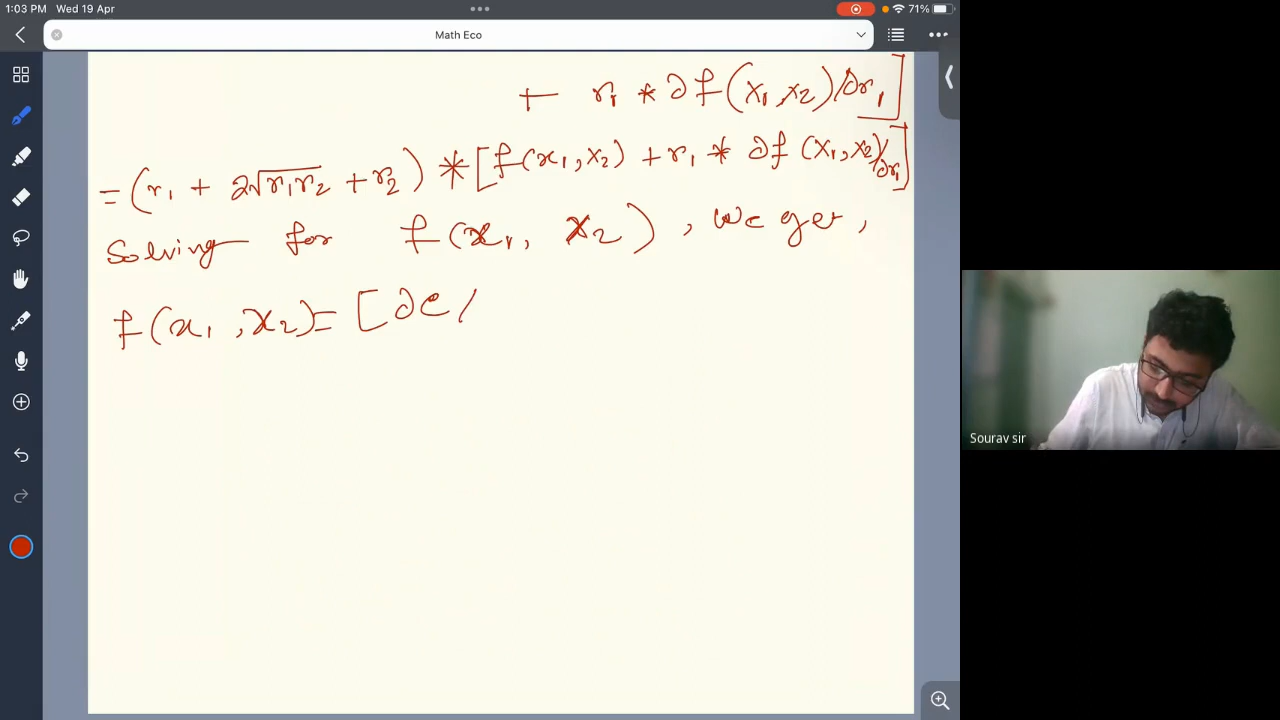 1:03 PM Wed 19 Apr
71%
Math Eco
+ r₁ * ∂f(x₁,x₂)/∂r₁]
= (r₁ + 2√r₁r₂ + r₂) * [f(x₁,x₂) + r₁ * ∂f(x₁,x₂)/∂r₁]
Solving for f(x₁, x₂), we get,
f(x₁,x₂) = [∂c/
Sourav sir